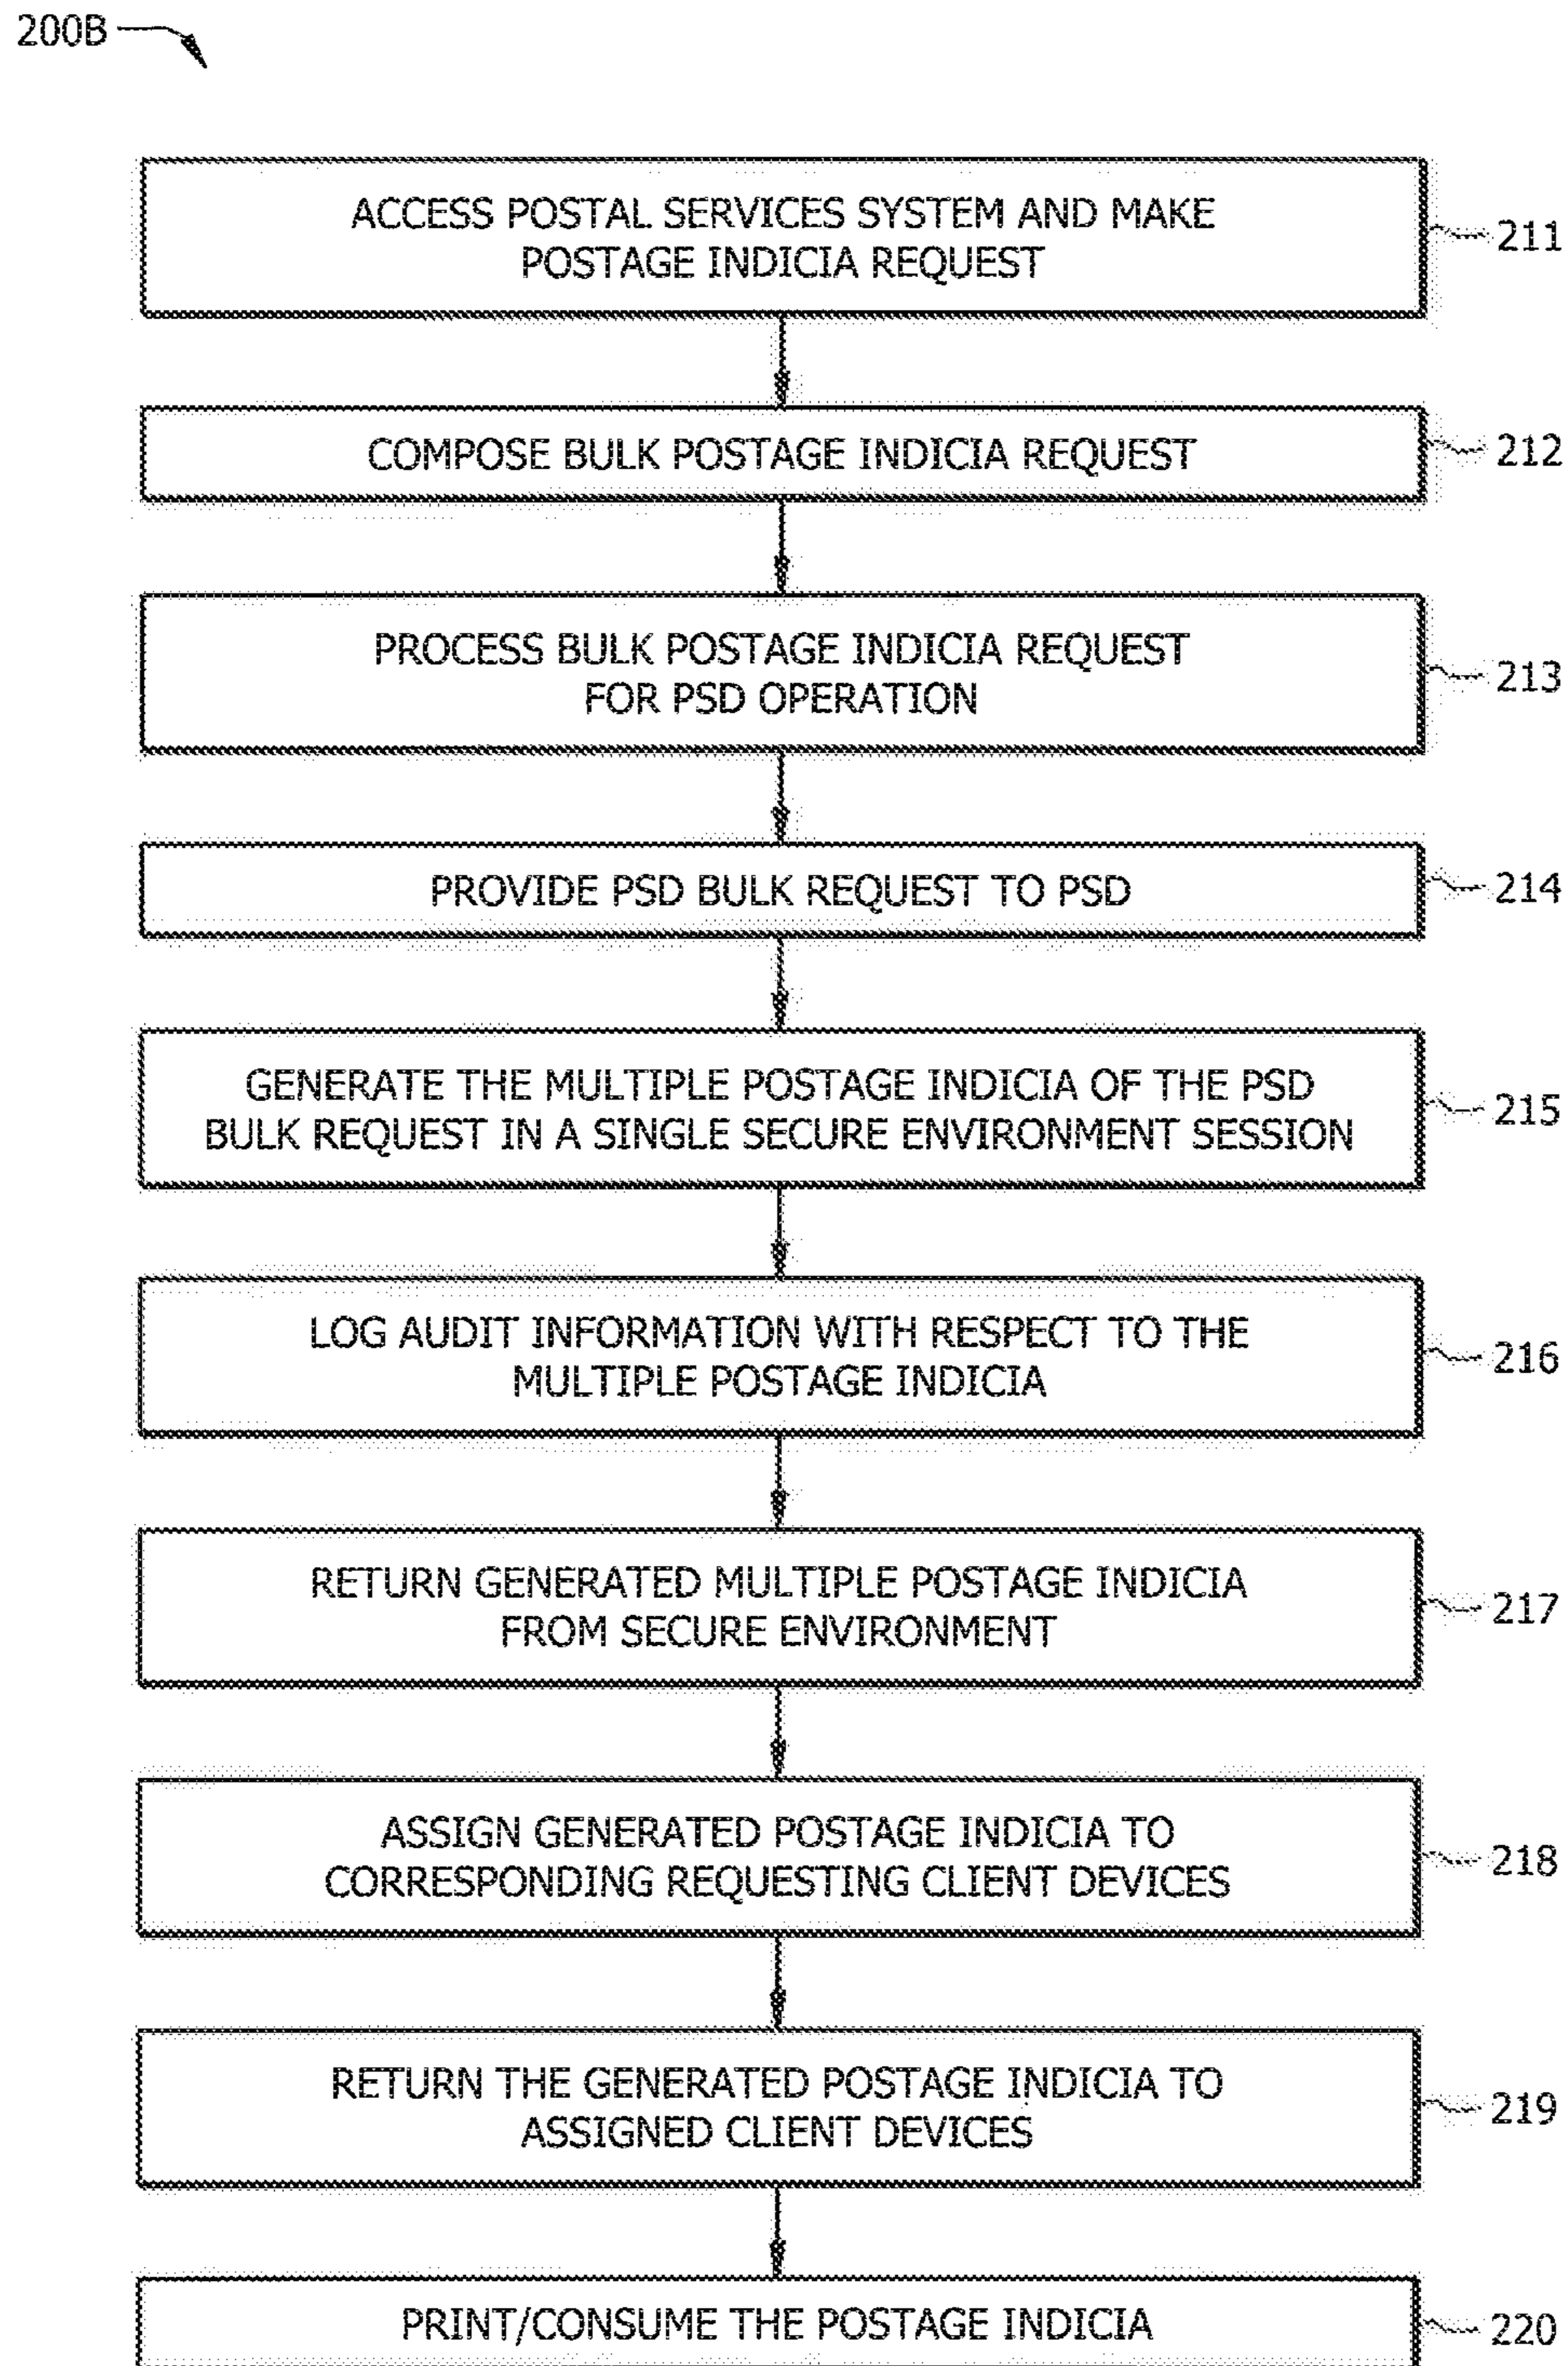 200B
ACCESS POSTAL SERVICES SYSTEM AND MAKE
POSTAGE INDICIA REQUEST
211
COMPOSE BULK POSTAGE INDICIA REQUEST
212
PROCESS BULK POSTAGE INDICIA REQUEST
FOR PSD OPERATION
213
PROVIDE PSD BULK REQUEST TO PSD
214
GENERATE THE MULTIPLE POSTAGE INDICIA OF THE PSD
BULK REQUEST IN A SINGLE SECURE ENVIRONMENT SESSION
215
LOG AUDIT INFORMATION WITH RESPECT TO THE
MULTIPLE POSTAGE INDICIA
216
RETURN GENERATED MULTIPLE POSTAGE INDICIA
FROM SECURE ENVIRONMENT
217
ASSIGN GENERATED POSTAGE INDICIA TO
CORRESPONDING REQUESTING CLIENT DEVICES
218
RETURN THE GENERATED POSTAGE INDICIA TO
ASSIGNED CLIENT DEVICES
219
PRINT/CONSUME THE POSTAGE INDICIA
220